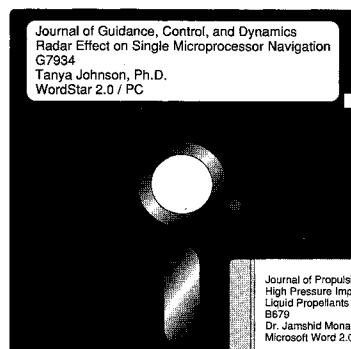 Journal of Guidance, Control, and Dynamics
Radar Effect on Single Microprocessor Navigation
G7934
Tanya Johnson, Ph.D.
WordStar 2.0 / PC
Journal of Propuls
High Pressure Imp
Liquid Propellants
B679
Dr. Jamshid Mona
Microsoft Word 2.0